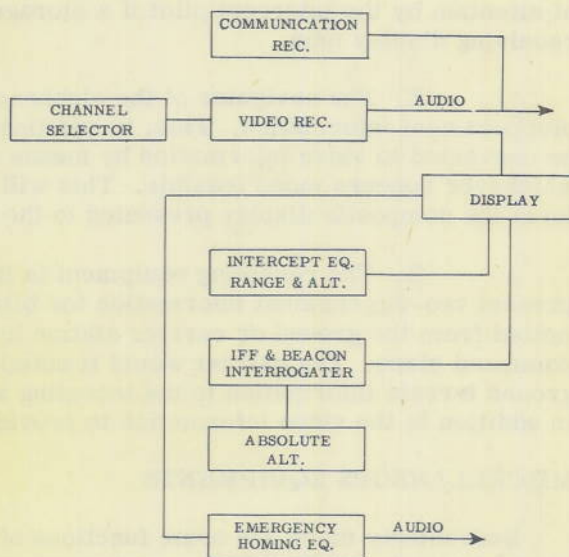 COMMUNICATION
REC.
AUDIO
CHANNEL
SELECTOR
VIDEO REC.
DISPLAY
INTERCEPT EQ.
RANGE & ALT.
IFF & BEACON
INTERROGATER
ABSOLUTE
ALT.
EMERGENCY
HOMING EQ.
AUDIO